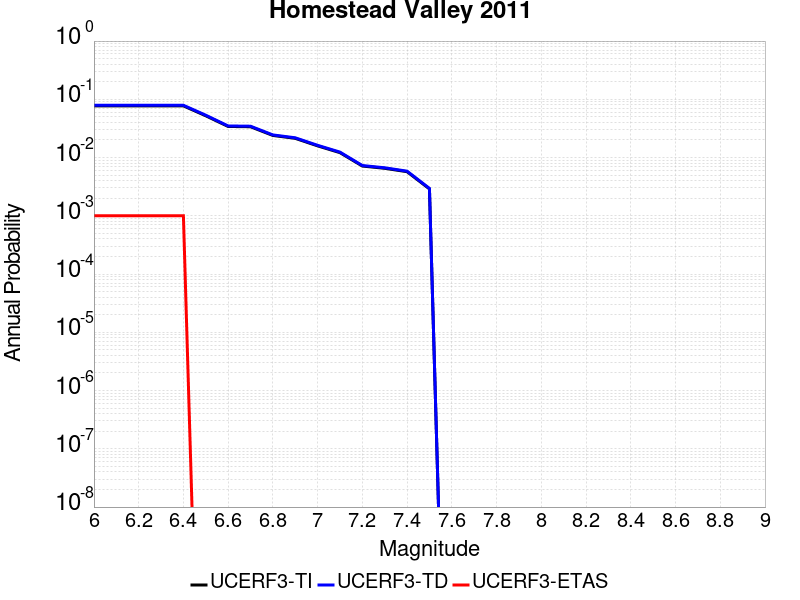 Homestead Valley 2011
10^0
10^-1
10^-2
10^-3
10^-4
10^-5
10^-6
10^-7
10^-8
Annual Probability
6 6.2 6.4 6.6 6.8 7 7.2 7.4 7.6 7.8 8 8.2 8.4 8.6 8.8 9
Magnitude
UCERF3-TI UCERF3-TD UCERF3-ETAS